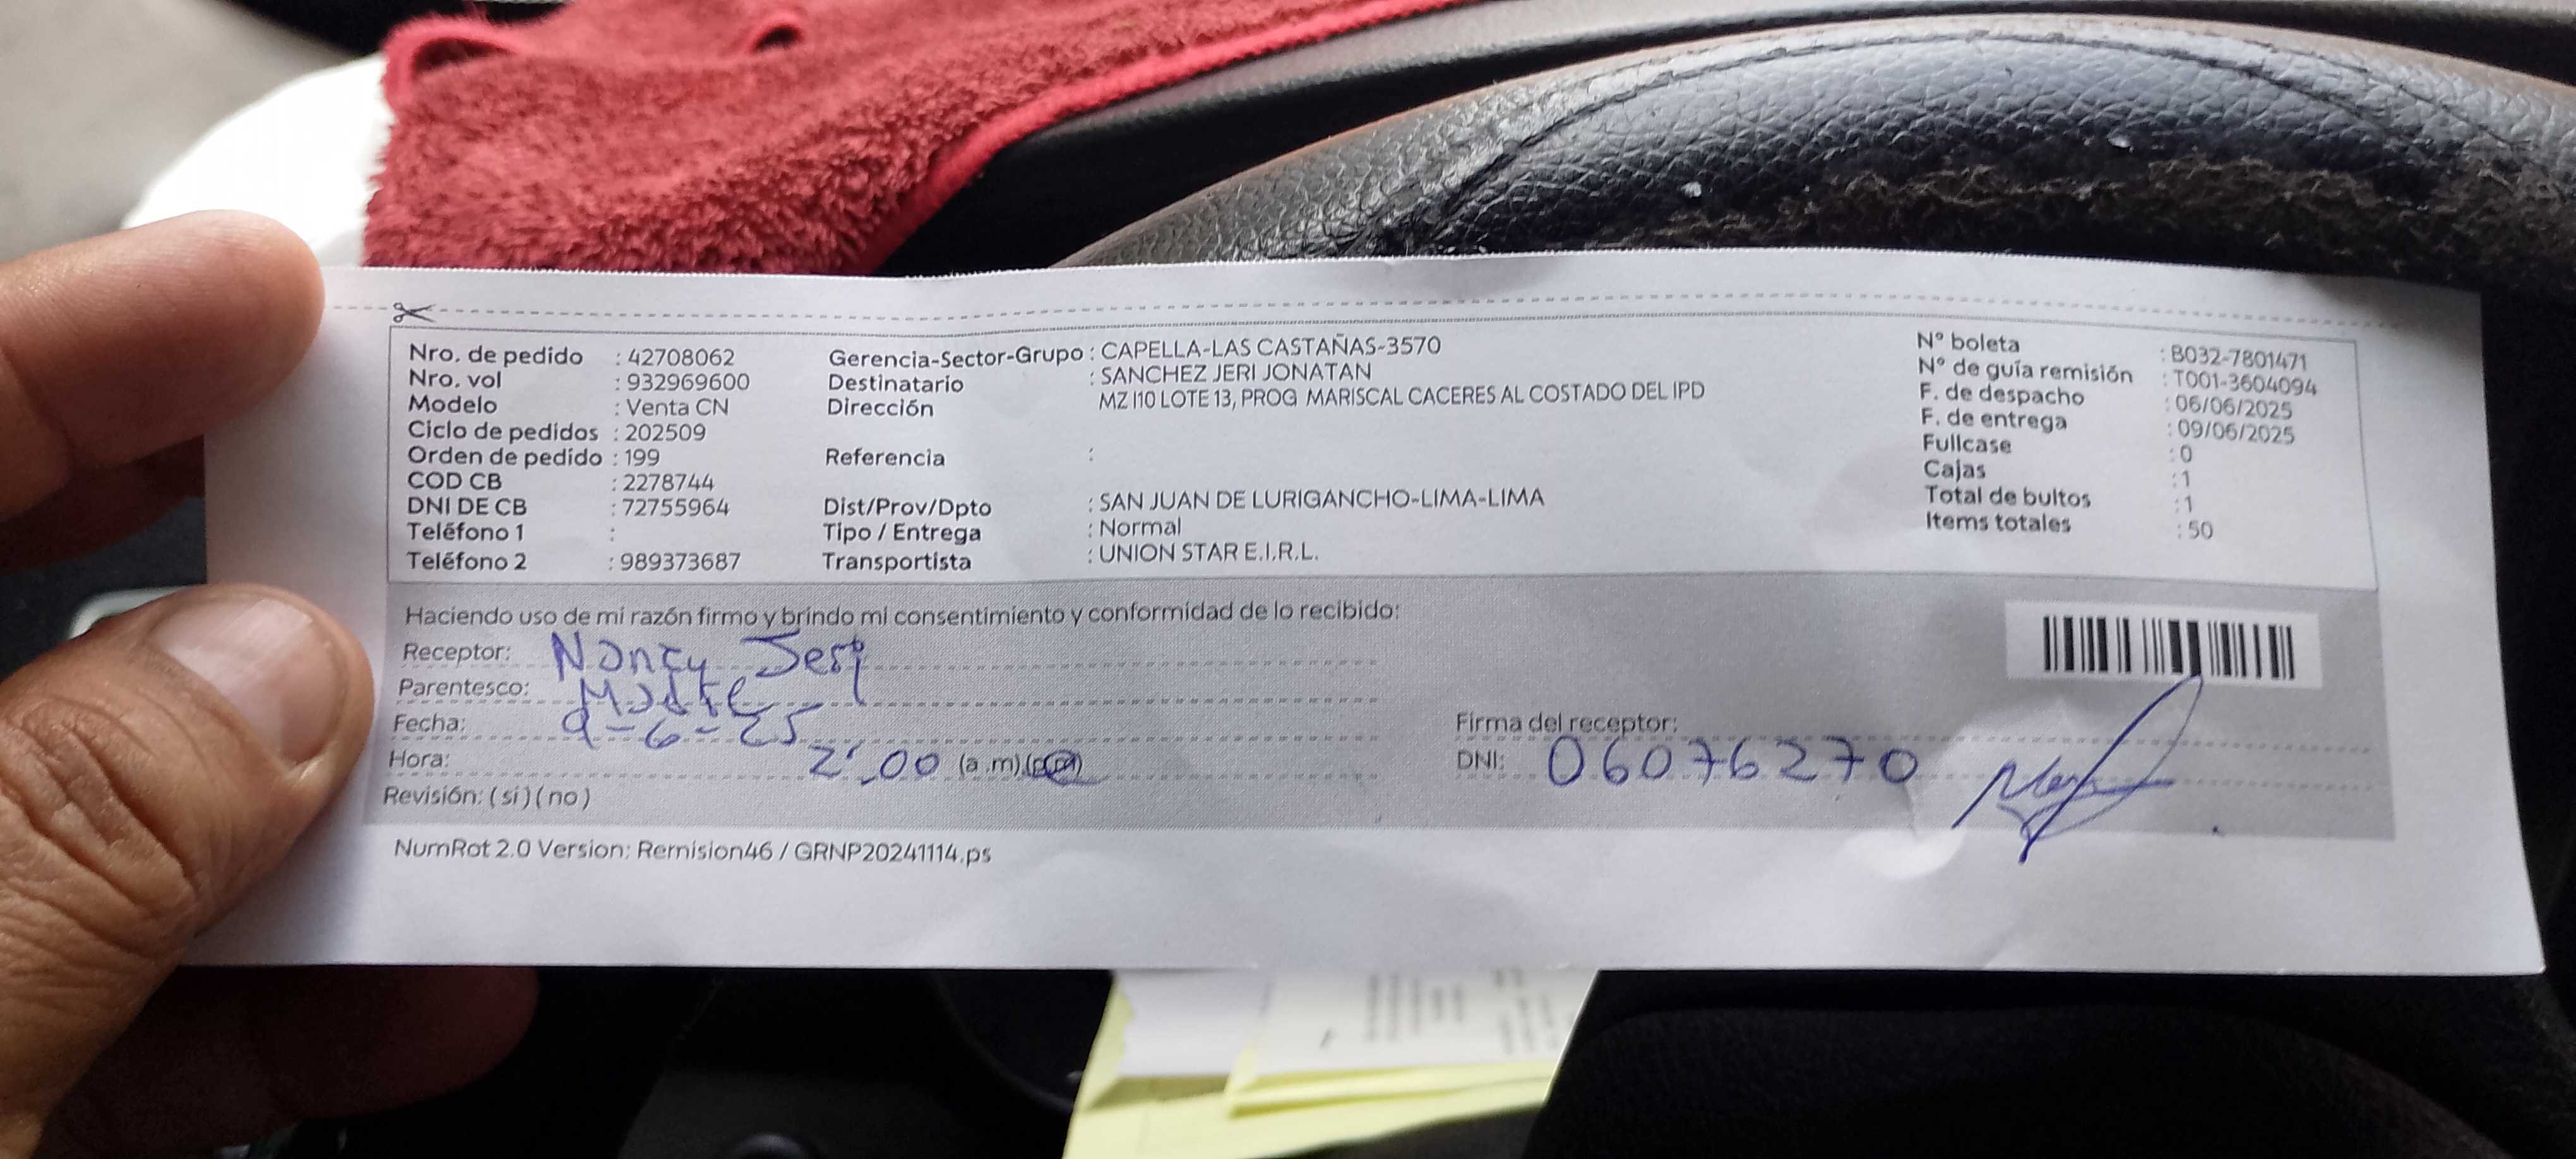 Nro. de pedido : 42708062
Nro. vol : 932969600
Modelo : Venta CN
Ciclo de pedidos : 202509
Orden de pedido : 199
COD CB : 2278744
DNI DE CB : 72755964
Teléfono 1 :
Teléfono 2 : 989373687
Gerencia-Sector-Grupo : CAPELLA-LAS CASTAÑAS-3570
Destinatario : SANCHEZ JERI JONATAN
Dirección MZ I10 LOTE 13, PROG MARISCAL CACERES AL COSTADO DEL IPD
Referencia :
Dist/Prov/Dpto : SAN JUAN DE LURIGANCHO-LIMA-LIMA
Tipo / Entrega : Normal
Transportista : UNION STAR E.I.R.L.
N° boleta : B032-7801471
N° de guía remisión : T001-3604094
F. de despacho : 06/06/2025
F. de entrega : 09/06/2025
Fullcase : 0
Cajas : 1
Total de bultos : 1
Items totales : 50
Haciendo uso de mi razón firmo y brindo mi consentimiento y conformidad de lo recibido:
Receptor: Nancy Jeri
Parentesco: Madre
Fecha: 9-6-25
Hora: 2:00 (a.m)(p.m)
Revisión: (si)(no)
Firma del receptor:
DNI: 06076270
NumRot 2.0 Version: Remision46 / GRNP20241114.ps